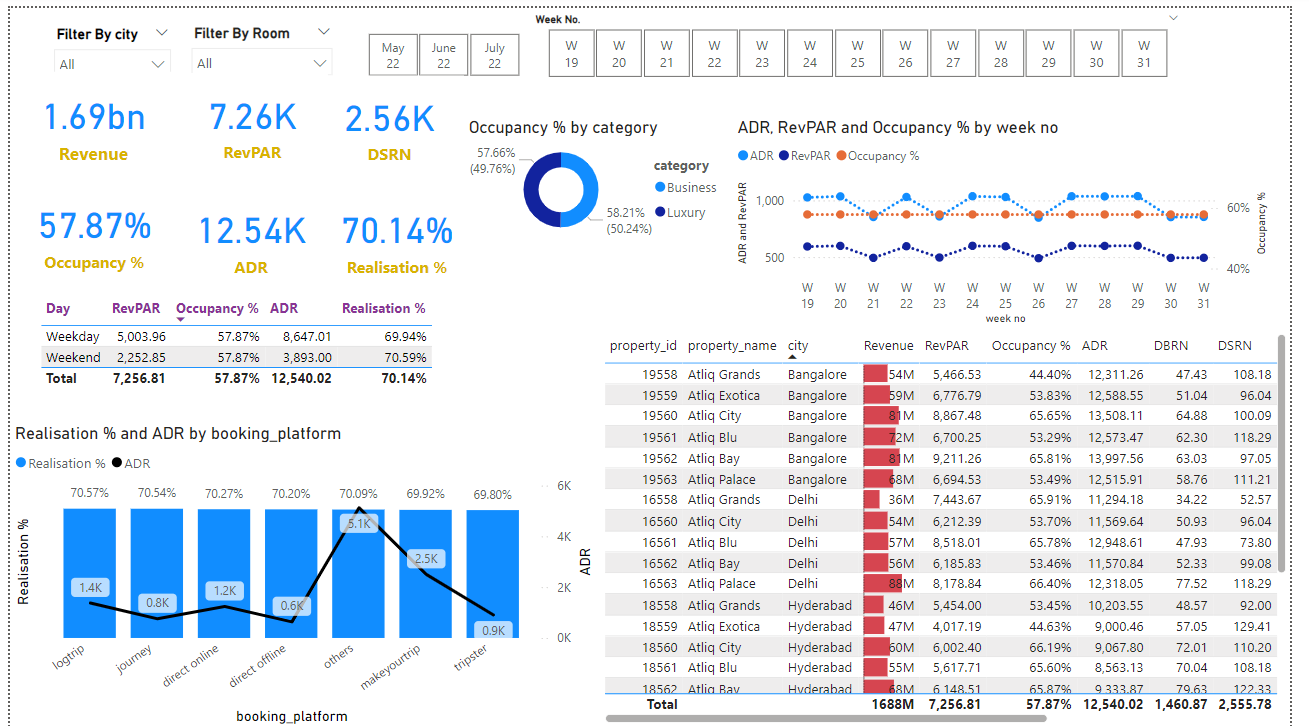 Week No.
Filter By city
Filter By Room
All
All
May 22
June 22
July 22
W 19
W 20
W 21
W 22
W 23
W 24
W 25
W 26
W 27
W 28
W 29
W 30
W 31
1.69bn
Revenue
7.26K
RevPAR
2.56K
DSRN
57.87%
Occupancy %
12.54K
ADR
70.14%
Realisation %
Occupancy % by category
57.66%
(49.76%)
58.21%
(50.24%)
category
Business
Luxury
ADR, RevPAR and Occupancy % by week no
ADR RevPAR Occupancy %
ADR and RevPAR
1,000
500
60%
40%
Occupancy %
W W W W W W W W W W W W W
19 20 21 22 23 24 25 26 27 28 29 30 31
week no
Day RevPAR Occupancy % ADR Realisation %
Weekday 5,003.96 57.87% 8,647.01 69.94%
Weekend 2,252.85 57.87% 3,893.00 70.59%
Total 7,256.81 57.87% 12,540.02 70.14%
Realisation % and ADR by booking_platform
Realisation % ADR
70.57% 70.54% 70.27% 70.20% 70.09% 69.92% 69.80%
Realisation %
1.4K 0.8K 1.2K 0.6K 5.1K 2.5K 0.9K
6K
4K
2K
0K
ADR
logtrip journey direct online direct offline others makeyourtrip tripster
booking_platform
property_id property_name city Revenue RevPAR Occupancy % ADR DBRN DSRN
19558 Atliq Grands Bangalore 54M 5,466.53 44.40% 12,311.26 47.43 108.18
19559 Atliq Exotica Bangalore 59M 6,776.79 53.83% 12,588.55 51.04 96.04
19560 Atliq City Bangalore 81M 8,867.48 65.65% 13,508.11 64.88 100.09
19561 Atliq Blu Bangalore 72M 6,700.25 53.29% 12,573.47 62.30 118.29
19562 Atliq Bay Bangalore 81M 9,211.26 65.81% 13,997.56 63.03 97.05
19563 Atliq Palace Bangalore 68M 6,694.53 53.49% 12,515.91 58.76 111.21
16558 Atliq Grands Delhi 36M 7,443.67 65.91% 11,294.18 34.22 52.57
16560 Atliq City Delhi 54M 6,212.39 53.70% 11,569.64 50.93 96.04
16561 Atliq Blu Delhi 57M 8,518.01 65.78% 12,948.61 47.93 73.80
16562 Atliq Bay Delhi 56M 6,185.83 53.46% 11,570.84 52.33 99.08
16563 Atliq Palace Delhi 88M 8,178.84 66.40% 12,318.05 77.52 118.29
18558 Atliq Grands Hyderabad 46M 5,454.00 53.45% 10,203.55 48.57 92.00
18559 Atliq Exotica Hyderabad 47M 4,017.19 44.63% 9,000.46 57.05 129.41
18560 Atliq City Hyderabad 60M 6,002.40 66.19% 9,067.80 72.01 110.20
18561 Atliq Blu Hyderabad 55M 5,617.71 65.60% 8,563.13 70.04 108.18
18562 Atliq Bay Hyderabad 68M 6,148.51 65.87% 9,333.87 79.63 122.33
Total 1688M 7,256.81 57.87% 12,540.02 1,460.87 2,555.78